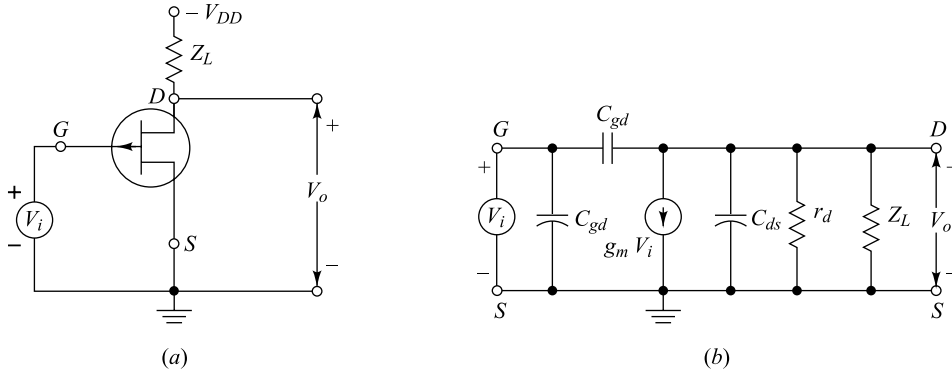 − V_DD
Z_L
D
G
+
+
V_i
V_o
−
S
−
(a)
G
C_gd
D
+
−
V_i
C_gd
g_m V_i
C_ds
r_d
Z_L
V_o
−
−
S
S
(b)